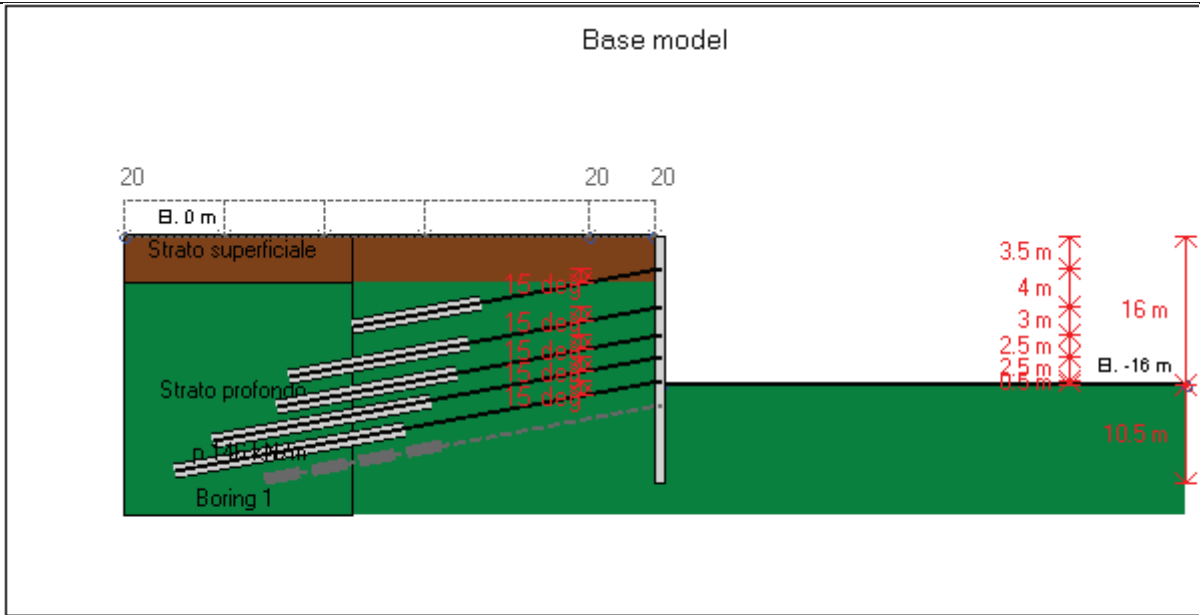 Base model
20 20 20
El. 0 m
Strato superficiale
15 deg
15 deg
15 deg
15 deg
15 deg
3.5 m
4 m
3 m
2.5 m
2.5 m
0.5 m
16 m
El. -16 m
10.5 m
Strato profondo
Boring 1